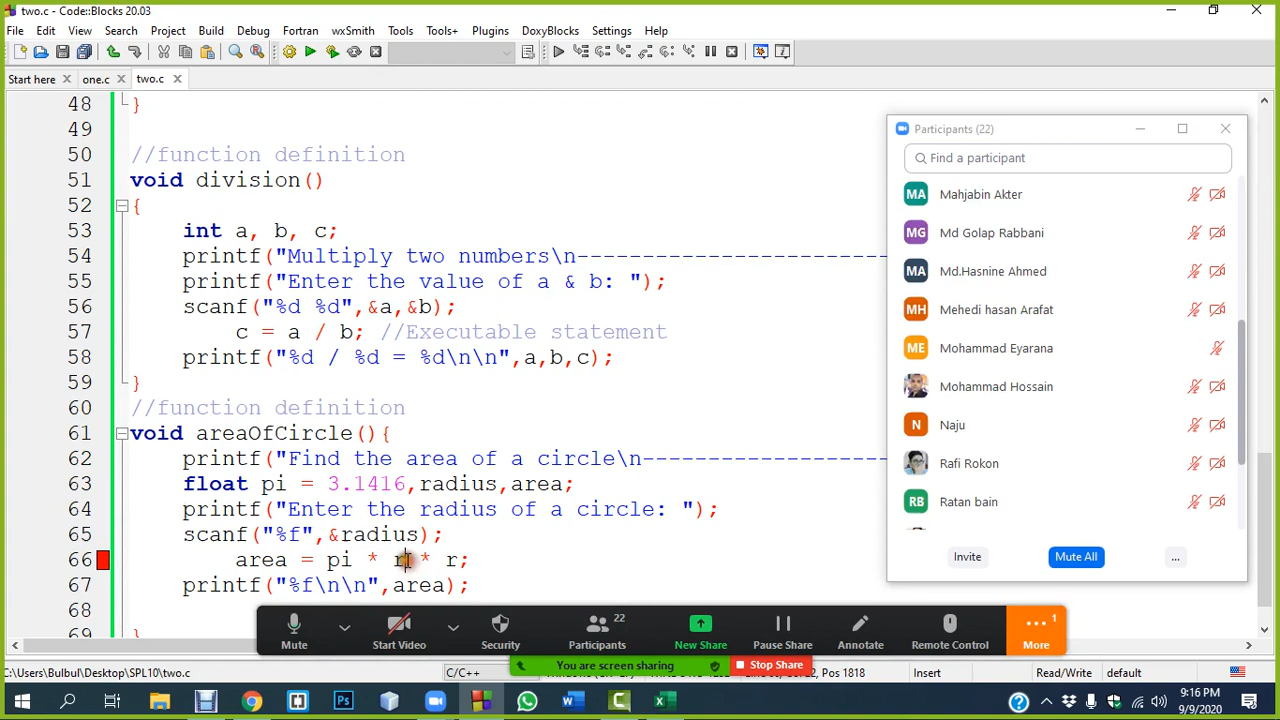 two.c - Code::Blocks 20.03
File Edit View Search Project Build Debug Fortran wxSmith Tools Tools+ Plugins DoxyBlocks Settings Help
Start here one.c two.c
48 }
49
50 //function definition
51 void division()
52 {
53 int a, b, c;
54 printf("Multiply two numbers\n-----------------------
55 printf("Enter the value of a & b: ");
56 scanf("%d %d",&a,&b);
57 c = a / b; //Executable statement
58 printf("%d / %d = %d\n\n",a,b,c);
59 }
60 //function definition
61 void areaOfCircle(){
62 printf("Find the area of a circle\n------------------
63 float pi = 3.1416,radius,area;
64 printf("Enter the radius of a circle: ");
65 scanf("%f",&radius);
66 area = pi * r * r;
67 printf("%f\n\n",area);
68
69 }
Participants (22)
Find a participant
MA Mahjabin Akter
MG Md Golap Rabbani
MA Md.Hasnine Ahmed
MH Mehedi hasan Arafat
ME Mohammad Eyarana
Mohammad Hossain
N Naju
Rafi Rokon
RB Ratan bain
Invite Mute All ...
22 1
Mute Start Video Security Participants New Share Pause Share Annotate Remote Control More
You are screen sharing Stop Share
C:\Users\Bulbul\Desktop\SPL10\two.c C/C++ Pos 1818 Insert Read/Write default
Ps
9:16 PM
9/9/2020